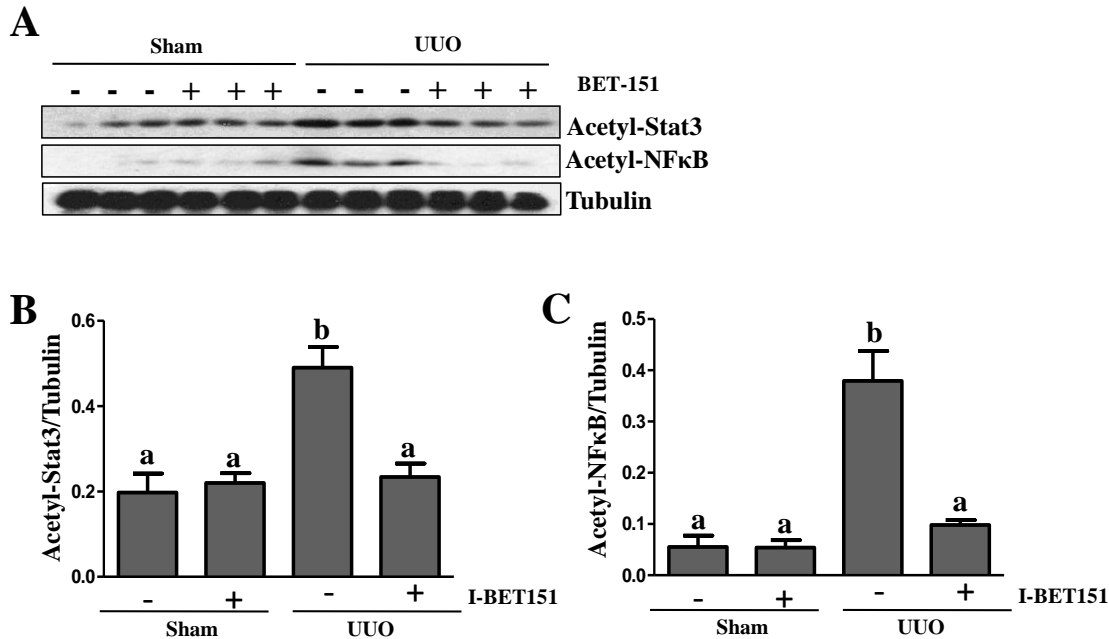 A
Sham UUO
- - - + + + - - - + + + BET-151
Acetyl-Stat3
Acetyl-NFκB
Tubulin
B
Acetyl-Stat3/Tubulin
0.6
0.4
0.2
0.0
a a b a
- + - + I-BET151
Sham UUO
C
Acetyl-NFκB/Tubulin
0.5
0.4
0.3
0.2
0.1
0.0
a a b a
- + - + I-BET151
Sham UUO